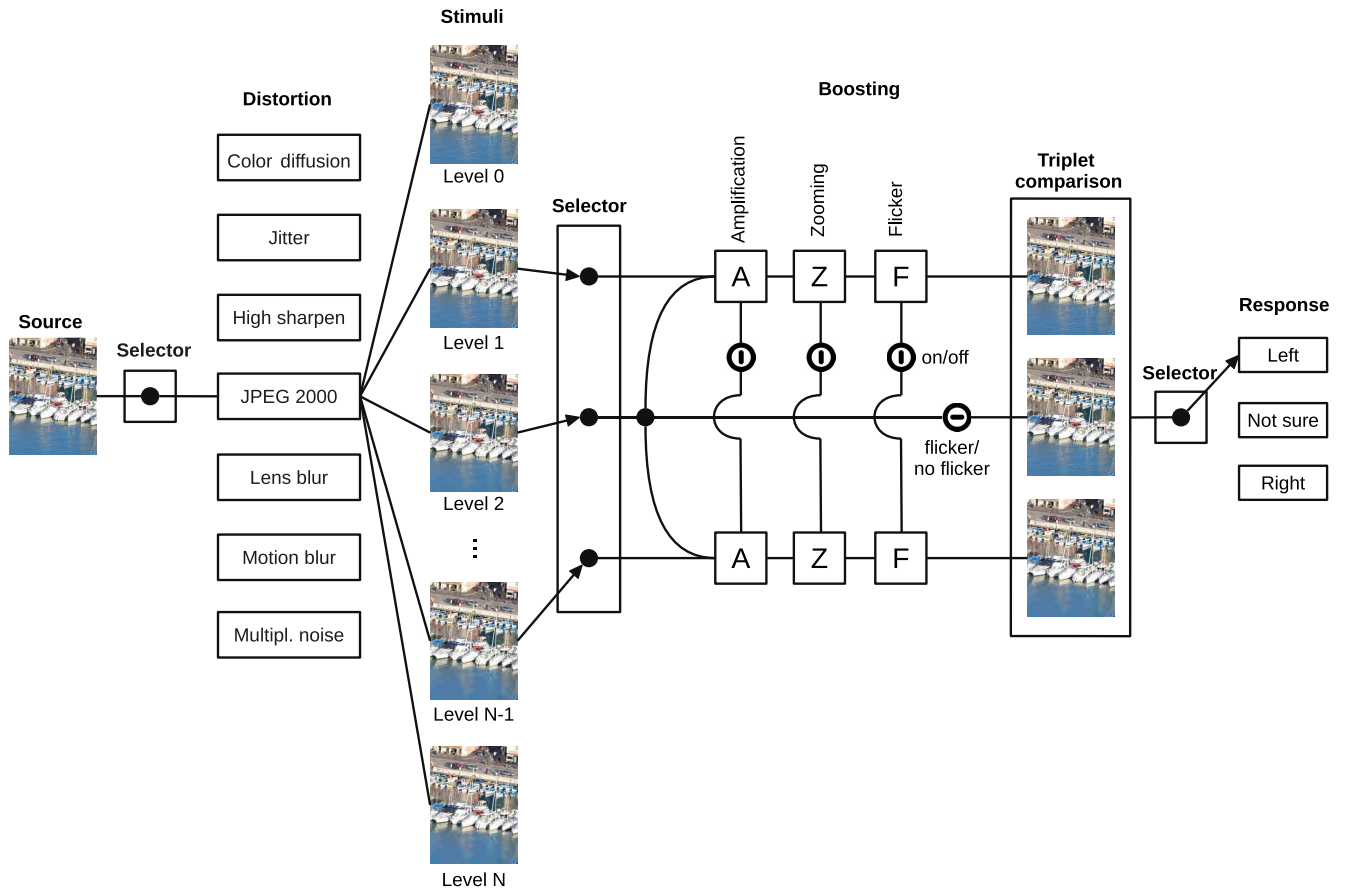 Stimuli
Distortion
Color diffusion
Jitter
High sharpen
JPEG 2000
Lens blur
Motion blur
Multipl. noise
Source
Selector
Level 0
Level 1
Level 2
⋮
Level N-1
Level N
Selector
Boosting
Amplification
Zooming
Flicker
A
Z
F
on/off
flicker/
no flicker
A
Z
F
Triplet
comparison
Selector
Response
Left
Not sure
Right